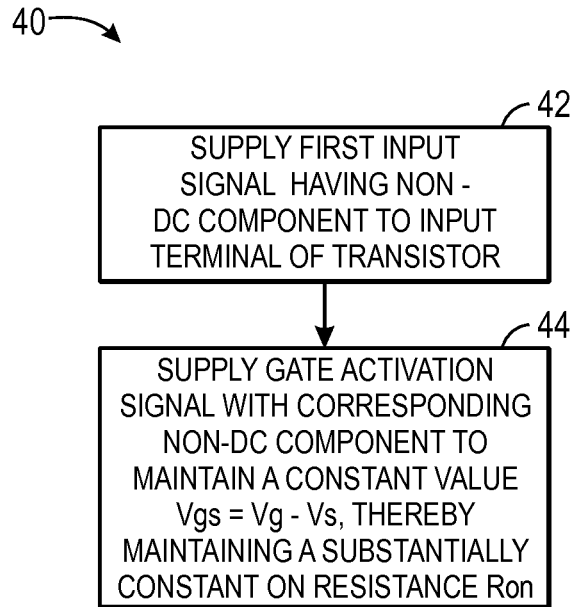 40
42
SUPPLY FIRST INPUT
SIGNAL HAVING NON -
DC COMPONENT TO INPUT
TERMINAL OF TRANSISTOR
44
SUPPLY GATE ACTIVATION
SIGNAL WITH CORRESPONDING
NON-DC COMPONENT TO
MAINTAIN A CONSTANT VALUE
Vgs = Vg - Vs, THEREBY
MAINTAINING A SUBSTANTIALLY
CONSTANT ON RESISTANCE Ron